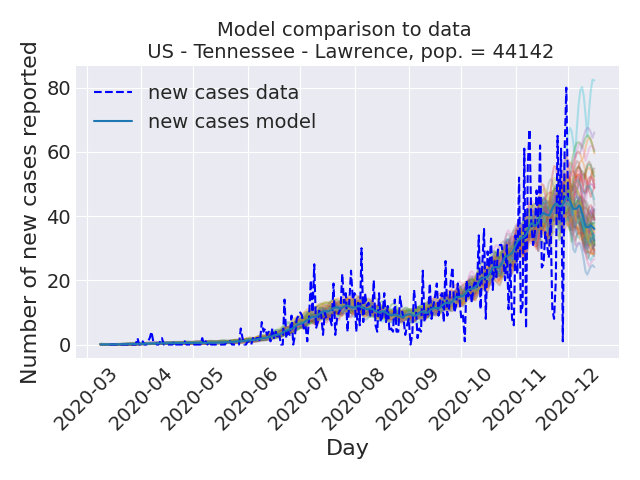 Model comparison to data
US - Tennessee - Lawrence, pop. = 44142
Number of new cases reported
80
60
40
20
0
new cases data
new cases model
2020-03
2020-04
2020-05
2020-06
2020-07
2020-08
2020-09
2020-10
2020-11
2020-12
Day